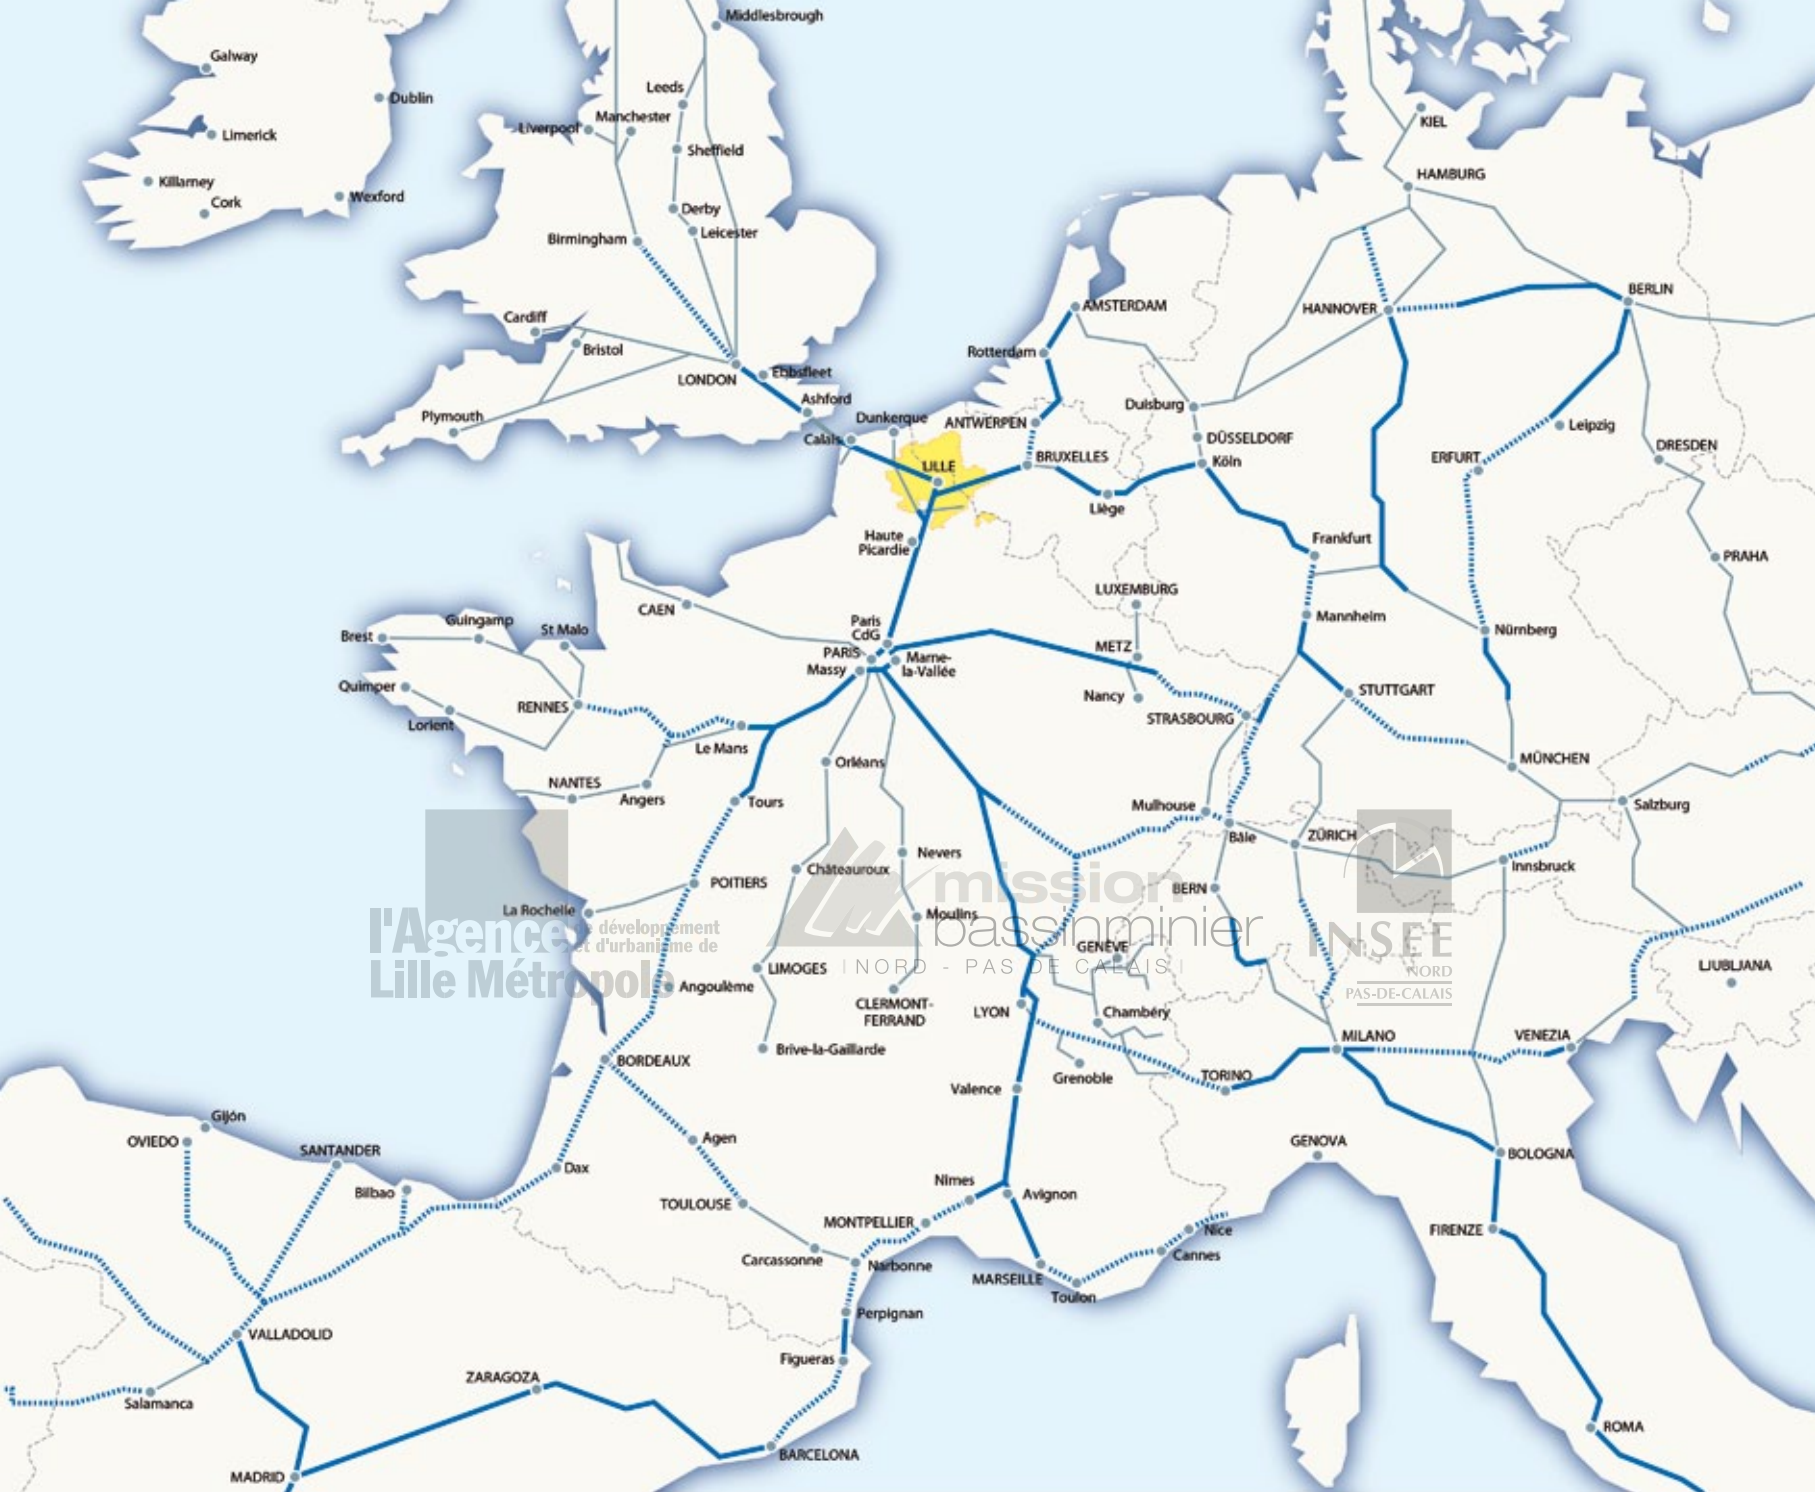 Middlesbrough
Galway
Leeds
Dublin
Manchester
Liverpool
KIEL
Limerick
Sheffield
HAMBURG
Killarney
Wexford
Cork
Derby
Leicester
Birmingham
BERLIN
AMSTERDAM
HANNOVER
Cardiff
Bristol
Rotterdam
LONDON
Ebbsfleet
Ashford
Duisburg
Plymouth
Dunkerque
ANTWERPEN
Leipzig
Calais
DÜSSELDORF
DRESDEN
BRUXELLES
Köln
ERFURT
LILLE
Liège
Haute
Picardie
Frankfurt
PRAHA
LUXEMBURG
CAEN
Mannheim
Guingamp
St Malo
Paris
CdG
Nürnberg
Brest
PARIS
METZ
Massy
Marne-
la-Vallée
Quimper
Nancy
STUTTGART
RENNES
STRASBOURG
Lorient
Le Mans
Orléans
MÜNCHEN
NANTES
Angers
Tours
Mulhouse
Salzburg
Bâle
ZÜRICH
Nevers
Châteauroux
Innsbruck
POITIERS
BERN
mission
bassin minier
NORD - PAS DE CALAIS
La Rochelle
Moulins
l'Agence de développement
et d'urbanisme de
Lille Métropole
INSEE
NORD
PAS-DE-CALAIS
GENÈVE
LIMOGES
LJUBLJANA
Angoulème
CLERMONT-
FERRAND
LYON
Chambéry
MILANO
VENEZIA
Brive-la-Gaillarde
BORDEAUX
Grenoble
TORINO
Valence
Gijón
OVIEDO
Agen
GENOVA
SANTANDER
BOLOGNA
Dax
Bilbao
Nimes
Avignon
TOULOUSE
MONTPELLIER
Nice
FIRENZE
Carcassonne
Narbonne
Cannes
MARSEILLE
Toulon
Perpignan
VALLADOLID
Figueras
ZARAGOZA
Salamanca
ROMA
BARCELONA
MADRID